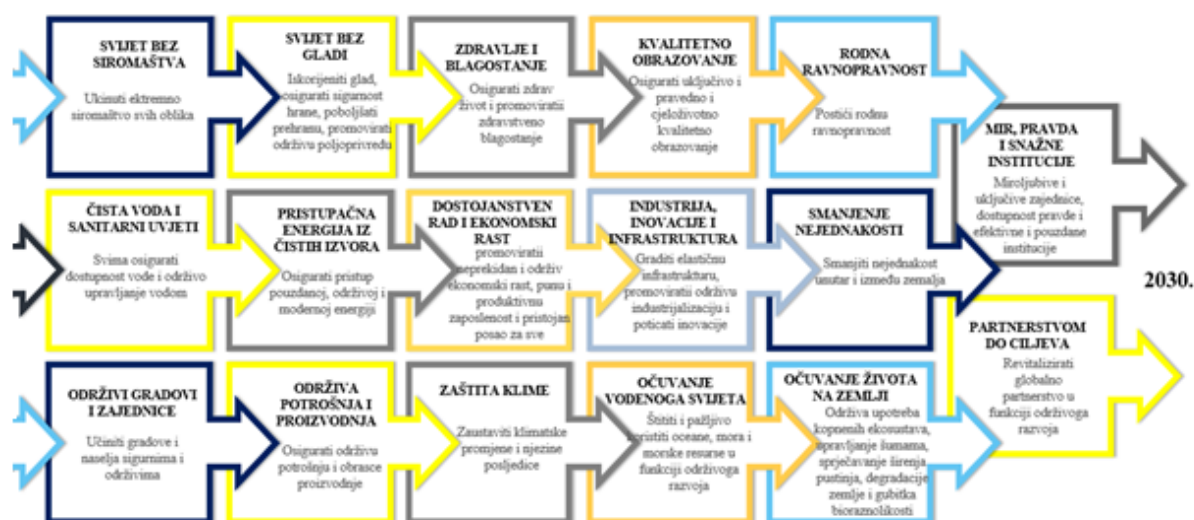 SVIJET BEZ
SIROMAŠTVA
Ukinuti ektremno
siromaštvo svih oblika
SVIJET BEZ
GLADI
Iskorijeniti glad,
osigurati sigurnost
hrane, poboljšati
prehranu, promovirati
održivu poljoprivredu
ZDRAVLJE I
BLAGOSTANJE
Osigurati zdrav
život i promoviratii
zdravstveno
blagostanje
KVALITETNO
OBRAZOVANJE
Osigurati uključivo i
pravedno i
cjeloživotno
kvalitetno
obrazovanje
RODNA
RAVNOPRAVNOST
Postići rodnu
ravnopravnost
MIR, PRAVDA
I SNAŽNE
INSTITUCIJE
Miroljubive i
uključive zajednice,
dostupnost pravde i
efektivne i pouzdane
institucije
ČISTA VODA I
SANITARNI UVJETI
Svima osigurati
dostupnost vode i održivo
upravljanje vodom
PRISTUPAČNA
ENERGIJA IZ
ČISTIH IZVORA
Osigurati pristup
pouzdanoj, održivoj i
modernoj energiji
DOSTOJANSTVEN
RAD I EKONOMSKI
RAST
promoviratii
neprekidan i održiv
ekonomski rast, punu i
produktivnu
zaposlenost i pristojan
posao za sve
INDUSTRIJA,
INOVACIJE I
INFRASTRUKTURA
Graditi elastičnu
infrastrukturu,
promoviratii održivu
industrijalizaciju i
poticati inovacije
SMANJENJE
NEJEDNAKOSTI
Smanjiti nejednakost
unutar i između zemalja
2030.
PARTNERSTVOM
DO CILJEVA
Revitalizirati
globalno
partnerstvo u
funkciji održivoga
razvoja
ODRŽIVI GRADOVI
I ZAJEDNICE
Učiniti gradove i
naselja sigurnima i
održivima
ODRŽIVA
POTROŠNJA I
PROIZVODNJA
Osigurati održivu
potrošnju i obrasce
proizvodnje
ZAŠTITA KLIME
Zaustaviti klimatske
promjene i njezine
posljedice
OČUVANJE
VODENOGA SVIJETA
Štititi i pažljivo
koristiti oceane, mora i
morske resurse u
funkciji održivoga
razvoja
OČUVANJE ŽIVOTA
NA ZEMLJI
Održiva upotreba
kopnenih ekosustava,
upravljanje šumama,
sprječavanje širenja
pustinja, degradacije
zemlje i gubitka
bioraznolikosti